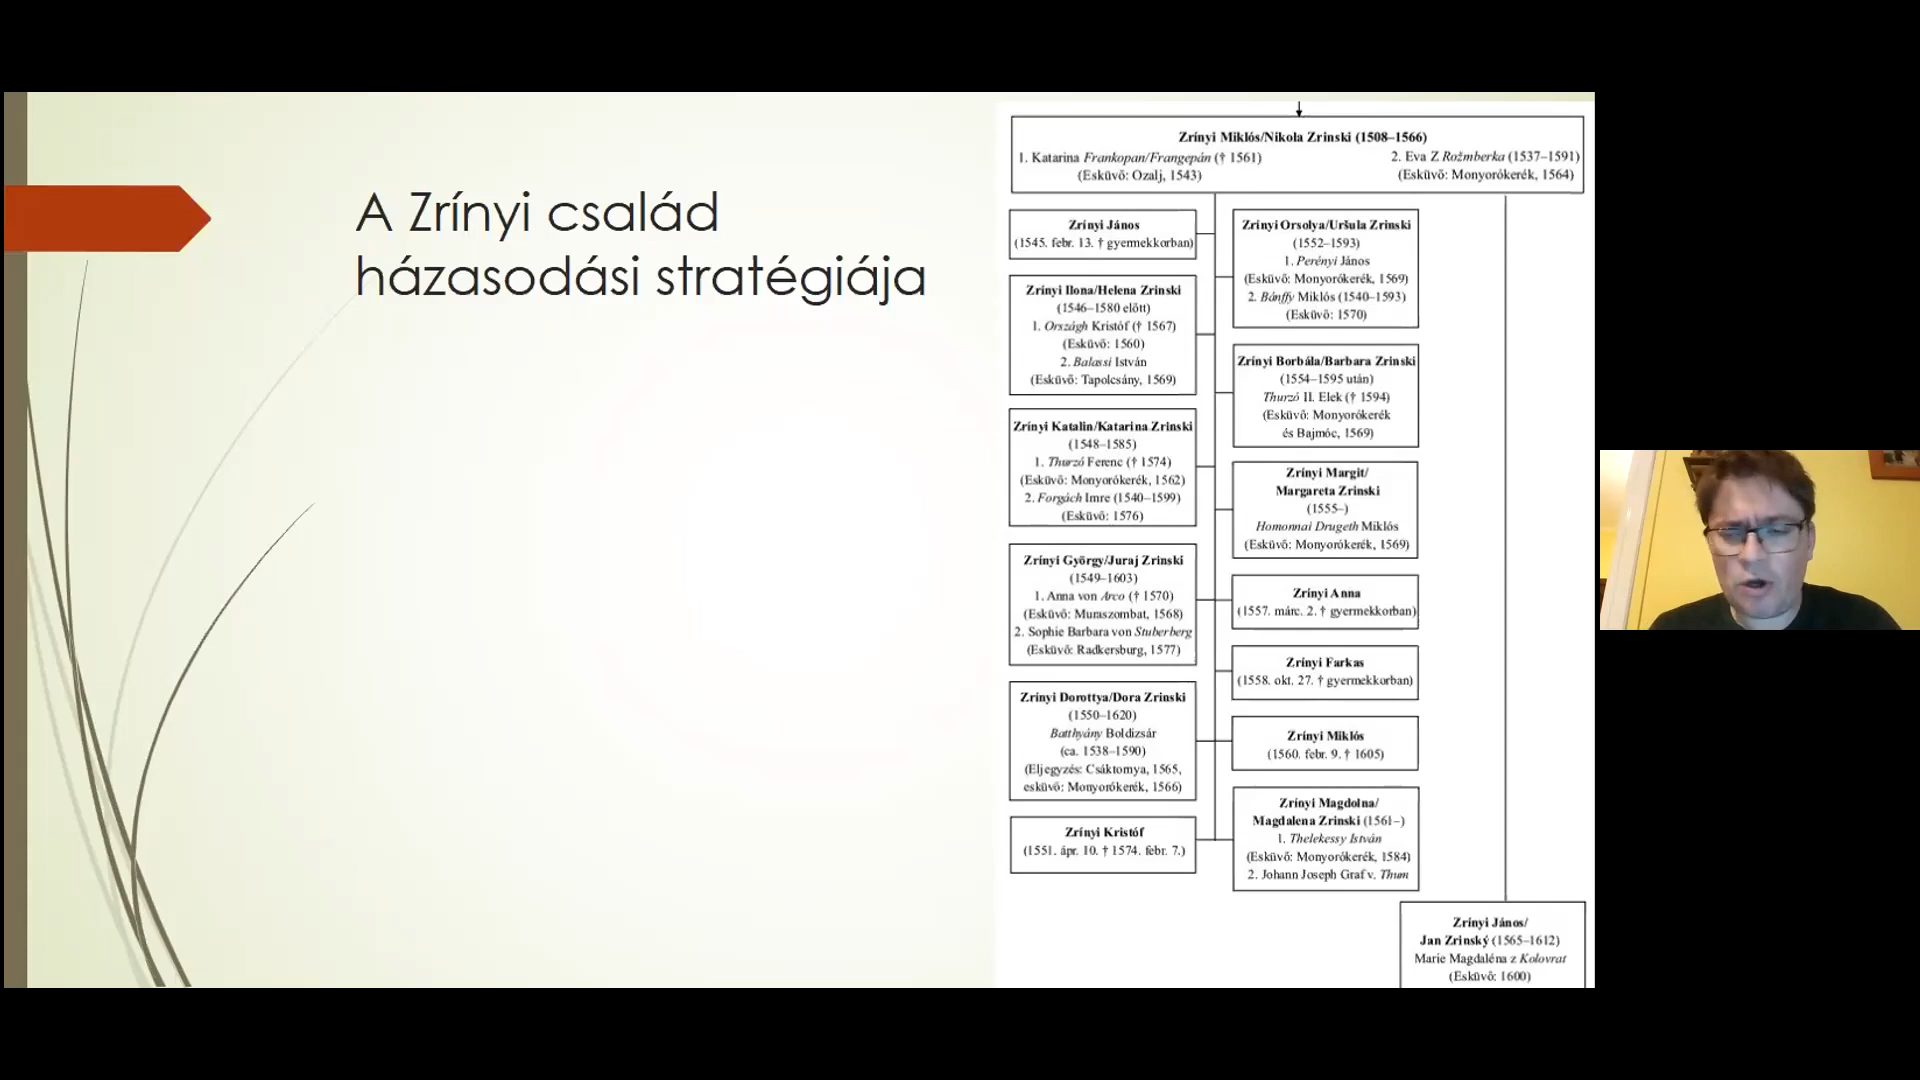 A Zrínyi család
házasodási stratégiája
Zrínyi Miklós/Nikola Zrinski (1508–1566)
1. Katarina Frankopan/Frangepán († 1561)
(Esküvő: Ozalj, 1543)
2. Eva Z Rožmberka (1537–1591)
(Esküvő: Monyorókerék, 1564)
Zrínyi János
(1545. febr. 13. † gyermekkorban)
Zrínyi Ilona/Helena Zrinski
(1546–1580 előtt)
1. Országh Kristóf († 1567)
(Esküvő: 1560)
2. Balassi István
(Esküvő: Tapolcsány, 1569)
Zrínyi Katalin/Katarina Zrinski
(1548–1585)
1. Thurzó Ferenc († 1574)
(Esküvő: Monyorókerék, 1562)
2. Forgách Imre (1540–1599)
(Esküvő: 1576)
Zrínyi György/Juraj Zrinski
(1549–1603)
1. Anna von Arco († 1570)
(Esküvő: Muraszombat, 1568)
2. Sophie Barbara von Stuberberg
(Esküvő: Radkersburg, 1577)
Zrínyi Dorottya/Dora Zrinski
(1550–1620)
Batthyány Boldizsár
(ca. 1538–1590)
(Eljegyzés: Csáktornya, 1565,
esküvő: Monyorókerék, 1566)
Zrínyi Kristóf
(1551. ápr. 10. † 1574. febr. 7.)
Zrínyi Orsolya/Uršula Zrinski
(1552–1593)
1. Perényi János
(Esküvő: Monyorókerék, 1569)
2. Bánffy Miklós (1540–1593)
(Esküvő: 1570)
Zrínyi Borbála/Barbara Zrinski
(1554–1595 után)
Thurzó II. Elek († 1594)
(Esküvő: Monyorókerék
és Bajmóc, 1569)
Zrínyi Margit/
Margareta Zrinski
(1555–)
Homonnai Drugeth Miklós
(Esküvő: Monyorókerék, 1569)
Zrínyi Anna
(1557. márc. 2. † gyermekkorban)
Zrínyi Farkas
(1558. okt. 27. † gyermekkorban)
Zrínyi Miklós
(1560. febr. 9. † 1605)
Zrínyi Magdolna/
Magdalena Zrinski (1561–)
1. Thelekessy István
(Esküvő: Monyorókerék, 1584)
2. Johann Joseph Graf v. Thurn
Zrínyi János/
Jan Zrinský (1565–1612)
Marie Magdaléna z Kolovrat
(Esküvő: 1600)